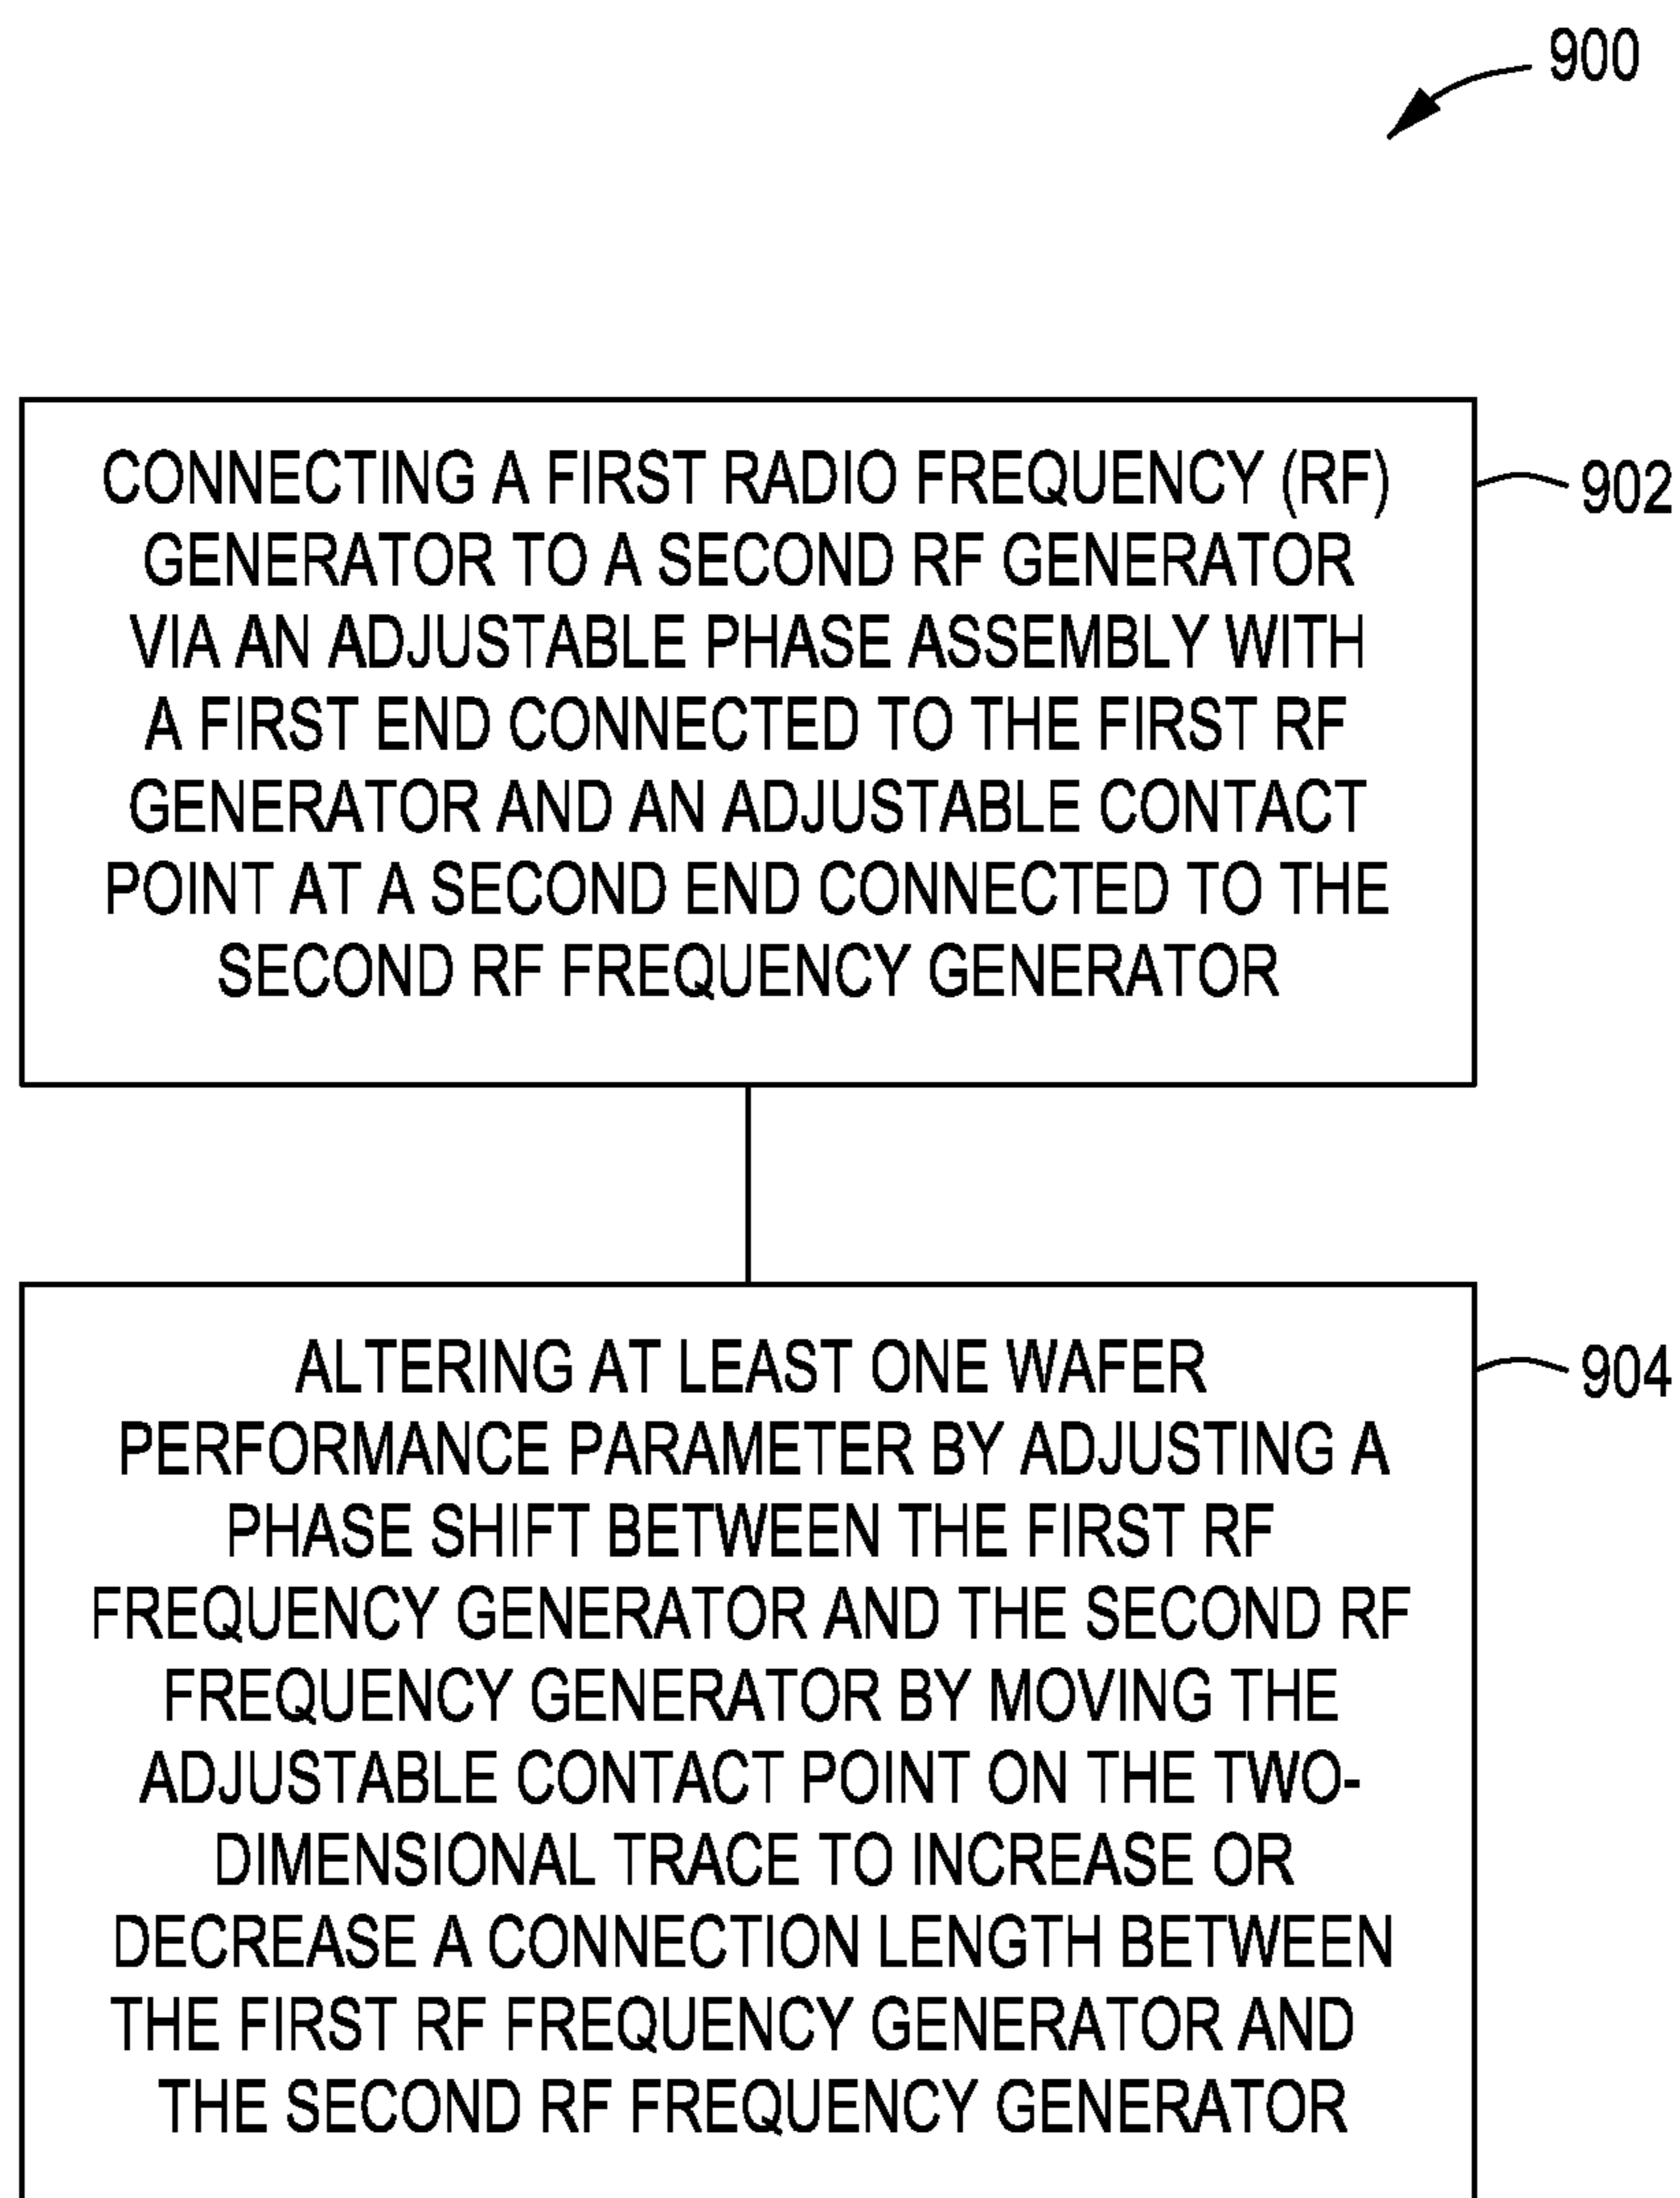 900
CONNECTING A FIRST RADIO FREQUENCY (RF)
GENERATOR TO A SECOND RF GENERATOR
VIA AN ADJUSTABLE PHASE ASSEMBLY WITH
A FIRST END CONNECTED TO THE FIRST RF
GENERATOR AND AN ADJUSTABLE CONTACT
POINT AT A SECOND END CONNECTED TO THE
SECOND RF FREQUENCY GENERATOR
902
ALTERING AT LEAST ONE WAFER
PERFORMANCE PARAMETER BY ADJUSTING A
PHASE SHIFT BETWEEN THE FIRST RF
FREQUENCY GENERATOR AND THE SECOND RF
FREQUENCY GENERATOR BY MOVING THE
ADJUSTABLE CONTACT POINT ON THE TWO-
DIMENSIONAL TRACE TO INCREASE OR
DECREASE A CONNECTION LENGTH BETWEEN
THE FIRST RF FREQUENCY GENERATOR AND
THE SECOND RF FREQUENCY GENERATOR
904